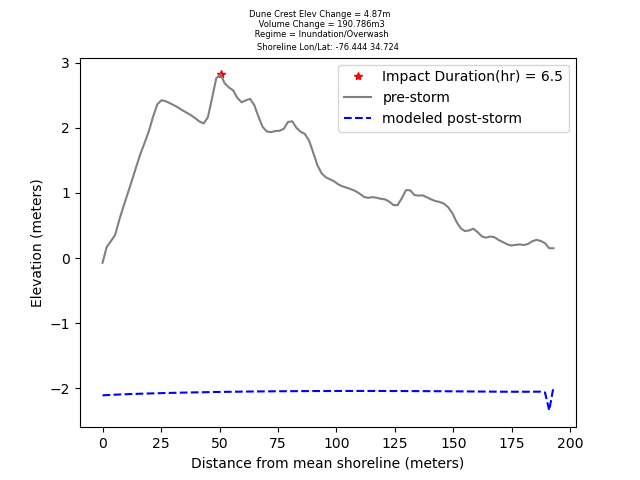 Dune Crest Elev Change = 4.87m
Volume Change = 190.786m3
Regime = Inundation/Overwash
Shoreline Lon/Lat: -76.444 34.724
Impact Duration(hr) = 6.5
pre-storm
modeled post-storm
3
2
1
0
−1
−2
Elevation (meters)
0
25
50
75
100
125
150
175
200
Distance from mean shoreline (meters)